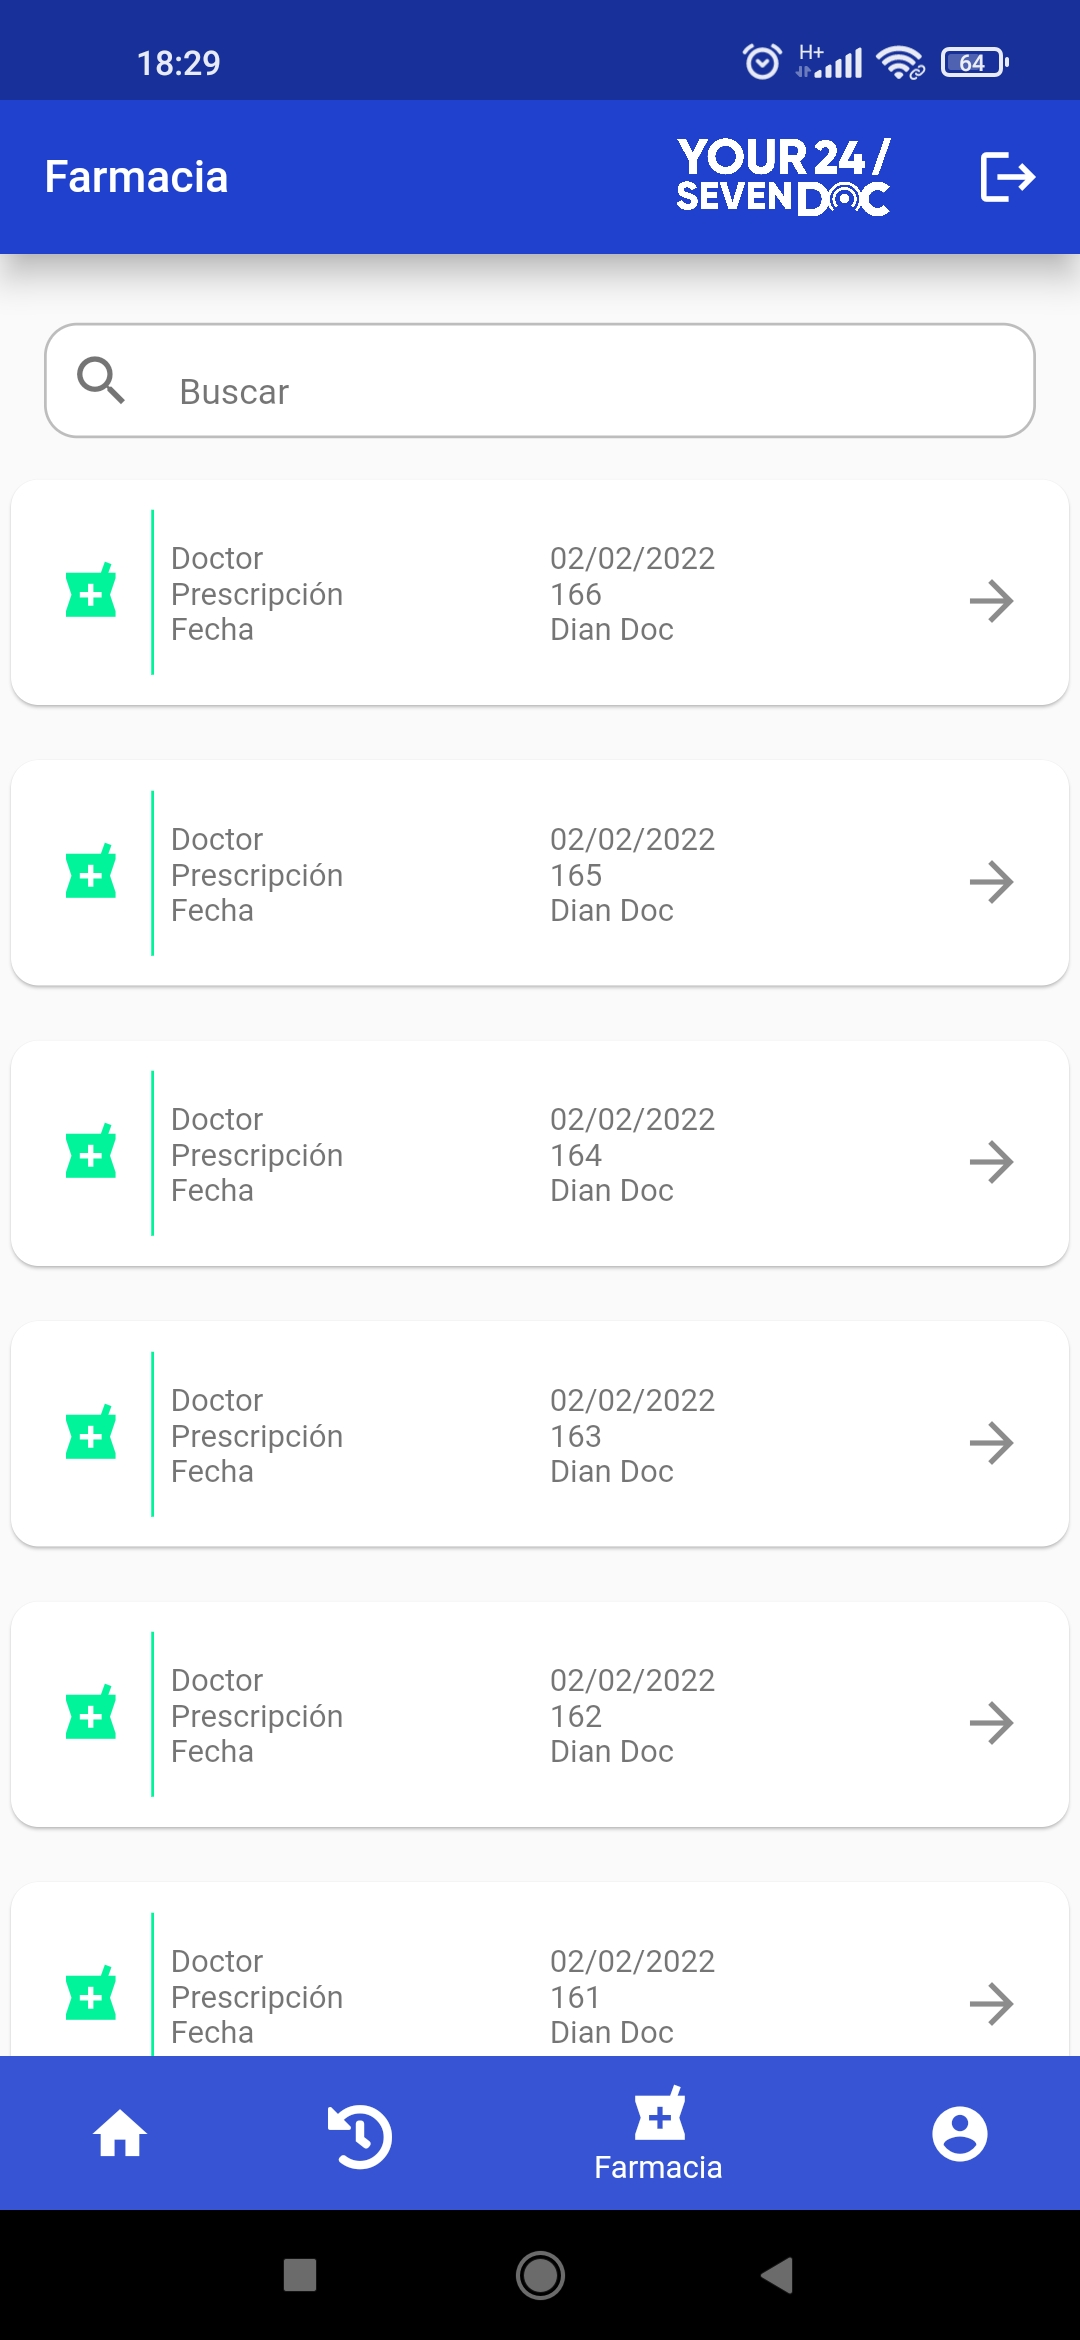 18:29
H+
64
Farmacia
YOUR 24/
SEVEN DOC
Buscar
Doctor 02/02/2022
Prescripción 166
Fecha Dian Doc
Doctor 02/02/2022
Prescripción 165
Fecha Dian Doc
Doctor 02/02/2022
Prescripción 164
Fecha Dian Doc
Doctor 02/02/2022
Prescripción 163
Fecha Dian Doc
Doctor 02/02/2022
Prescripción 162
Fecha Dian Doc
Doctor 02/02/2022
Prescripción 161
Fecha Dian Doc
Farmacia